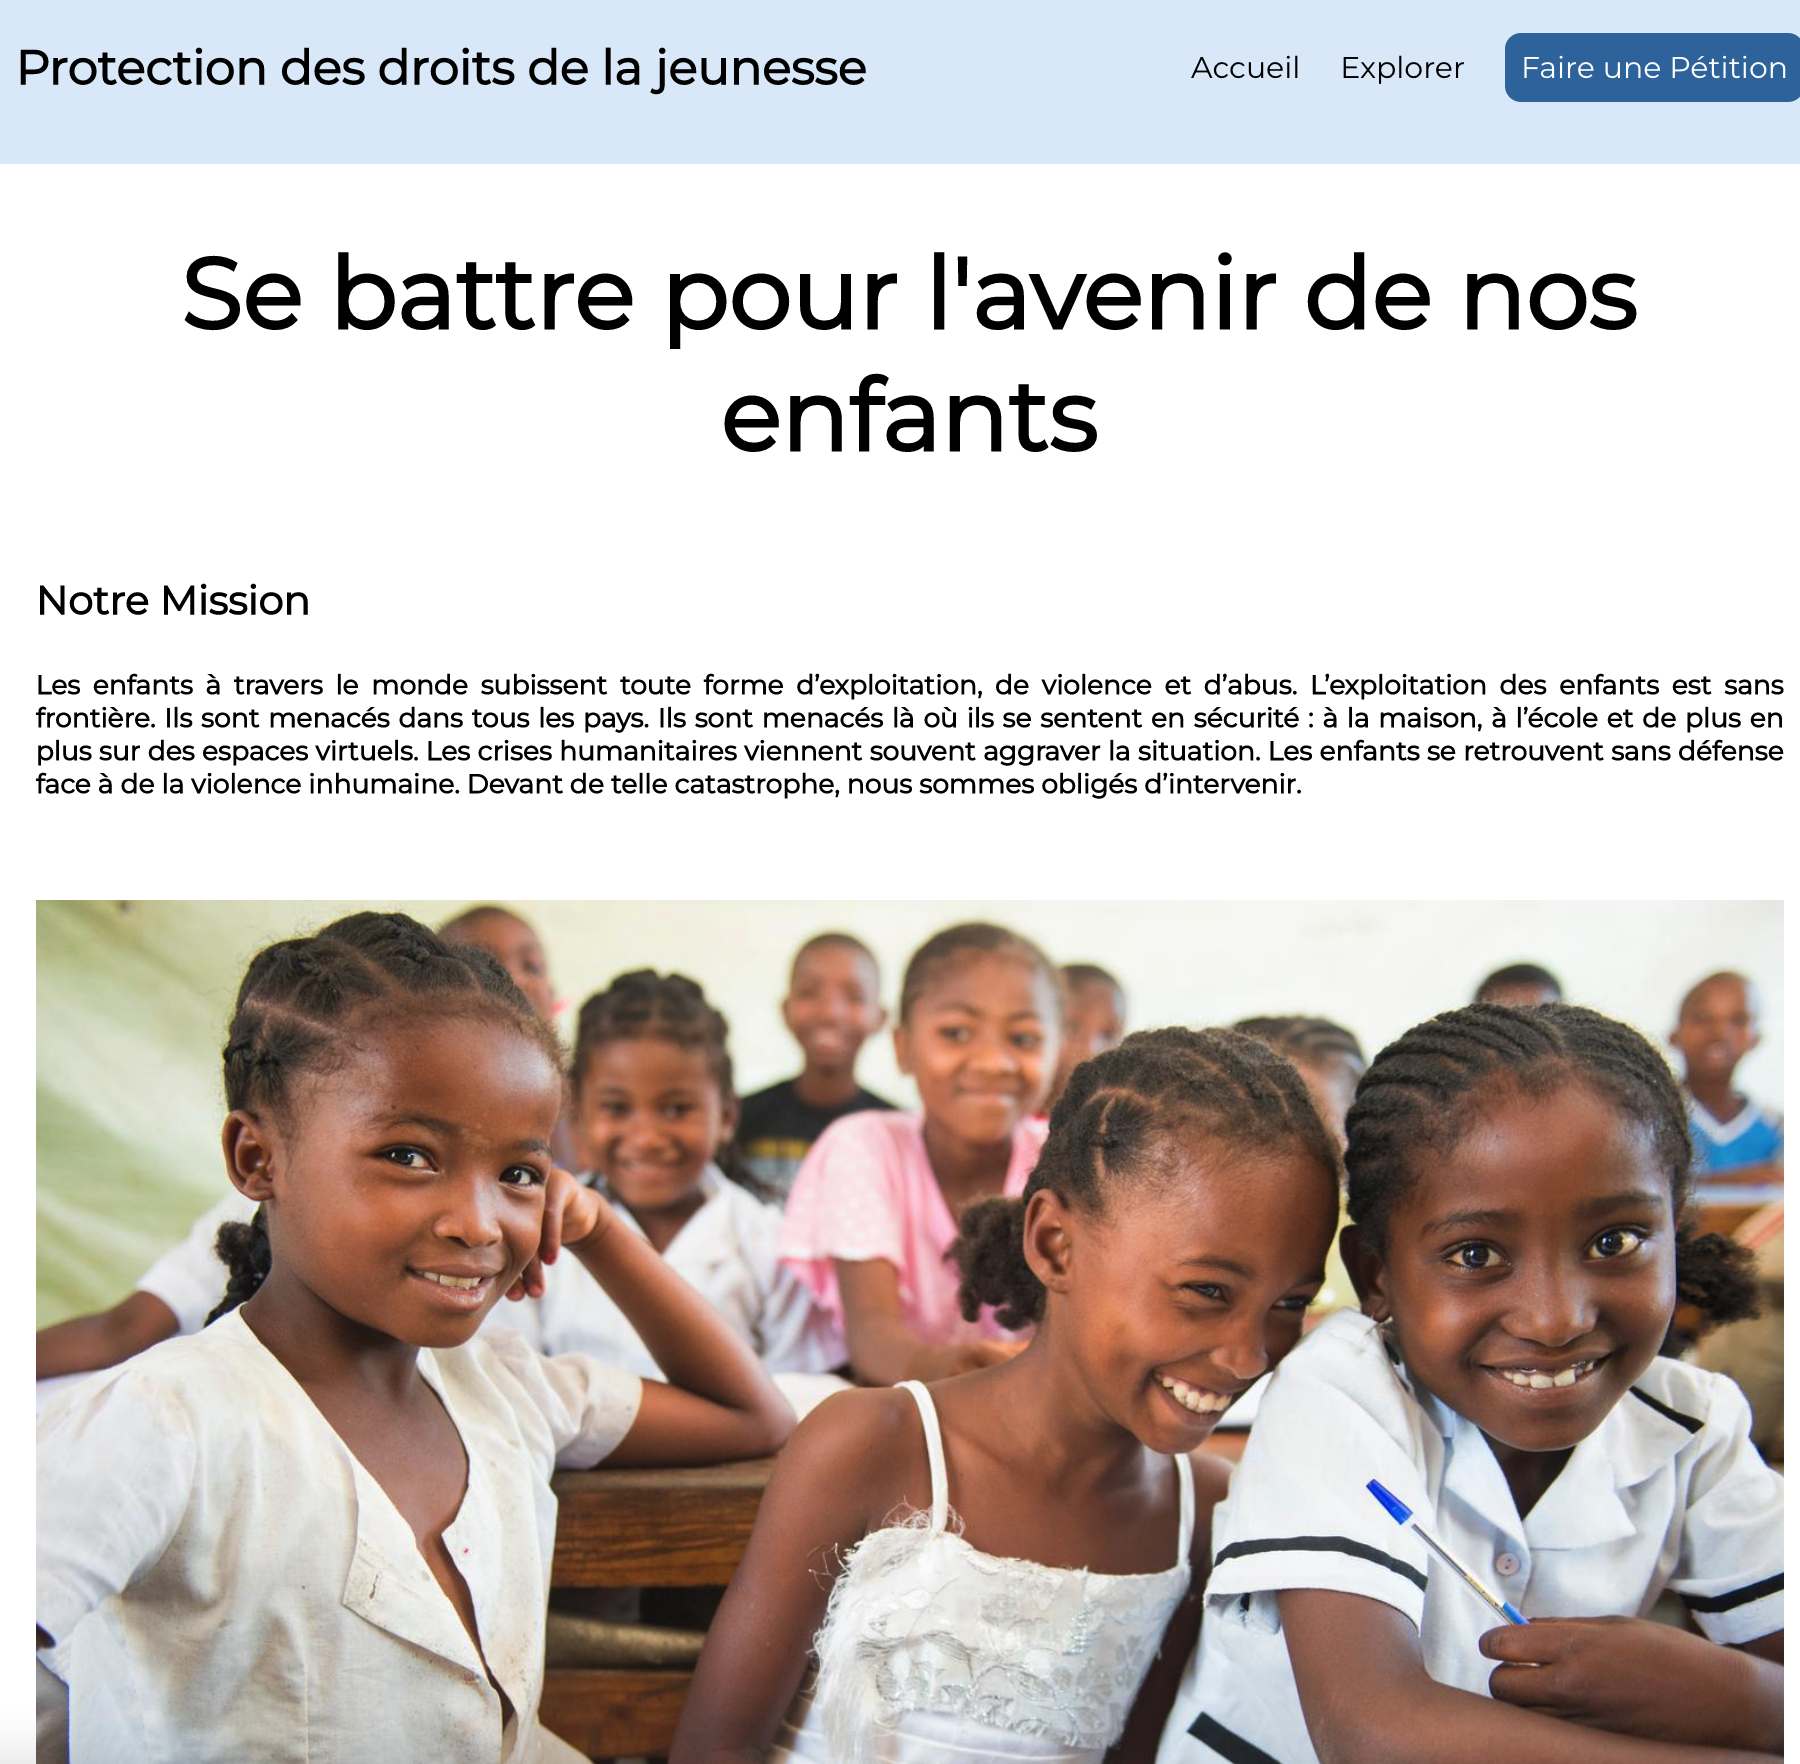 Protection des droits de la jeunesse
Accueil
Explorer
Faire une Pétition
Se battre pour l'avenir de nos
enfants
Notre Mission
Les enfants à travers le monde subissent toute forme d’exploitation, de violence et d’abus. L’exploitation des enfants est sans
frontière. Ils sont menacés dans tous les pays. Ils sont menacés là où ils se sentent en sécurité : à la maison, à l’école et de plus en
plus sur des espaces virtuels. Les crises humanitaires viennent souvent aggraver la situation. Les enfants se retrouvent sans défense
face à de la violence inhumaine. Devant de telle catastrophe, nous sommes obligés d’intervenir.